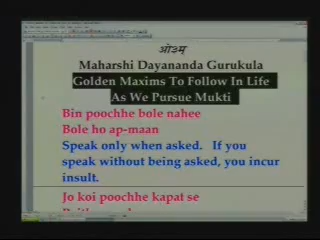 ओ३म्
Maharshi Dayananda Gurukula
Golden Maxims To Follow In Life
As We Pursue Mukti
Bin poochhe bole nahee
Bole ho ap-maan
Speak only when asked. If you
speak without being asked, you incur
insult.
Jo koi poochhe kapat se